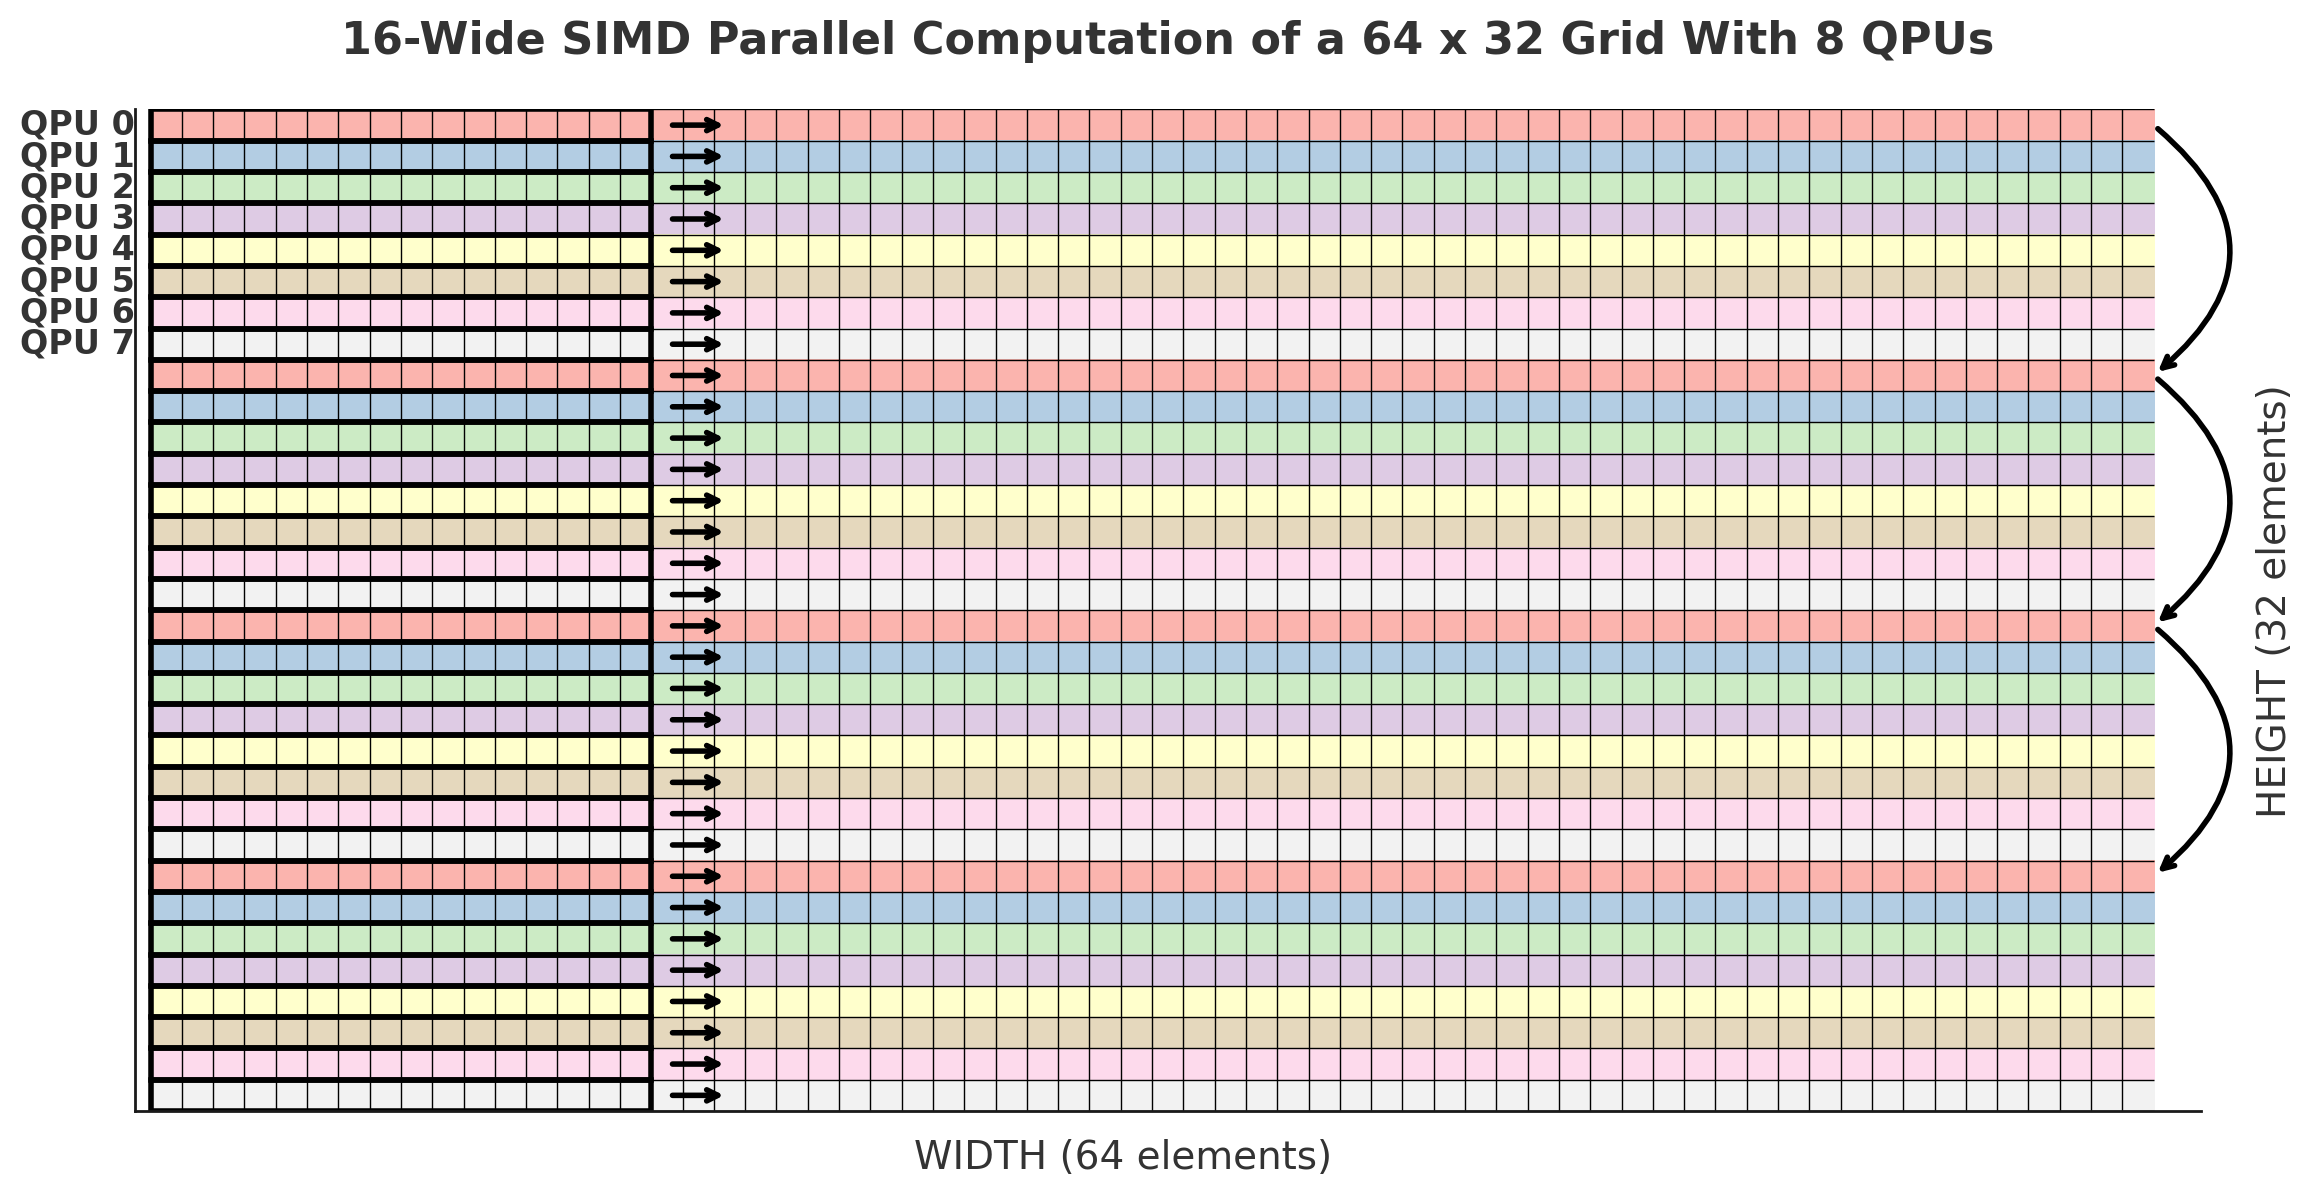 16-Wide SIMD Parallel Computation of a 64 x 32 Grid With 8 QPUs
QPU 0
QPU 1
QPU 2
QPU 3
QPU 4
QPU 5
QPU 6
QPU 7
HEIGHT (32 elements)
WIDTH (64 elements)